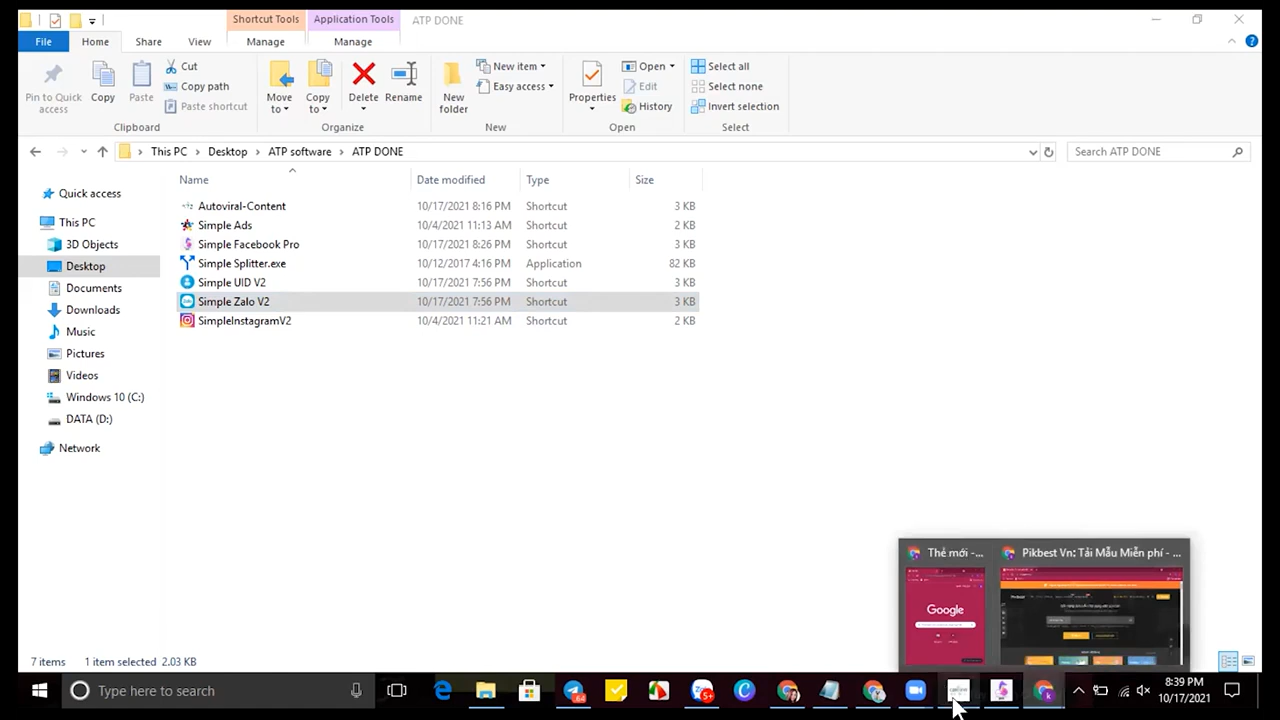 Shortcut Tools Application Tools ATP DONE
File Home Share View Manage Manage
Pin to Quick access
Copy
Paste
Cut
Copy path
Paste shortcut
Move to
Copy to
Delete
Rename
New folder
New item
Easy access
Properties
Open
Edit
History
Select all
Select none
Invert selection
Clipboard Organize New Open Select
This PC Desktop ATP software ATP DONE Search ATP DONE
Name Date modified Type Size
Quick access
This PC
3D Objects
Desktop
Documents
Downloads
Music
Pictures
Videos
Windows 10 (C:)
DATA (D:)
Network
Autoviral-Content 10/17/2021 8:16 PM Shortcut 3 KB
Simple Ads 10/4/2021 11:13 AM Shortcut 2 KB
Simple Facebook Pro 10/17/2021 8:26 PM Shortcut 3 KB
Simple Splitter.exe 10/12/2017 4:16 PM Application 82 KB
Simple UID V2 10/17/2021 7:56 PM Shortcut 3 KB
Simple Zalo V2 10/17/2021 7:56 PM Shortcut 3 KB
SimpleInstagramV2 10/4/2021 11:21 AM Shortcut 2 KB
Thẻ mới -... Pikbest Vn: Tải Mẫu Miễn phí - ...
Google
7 items 1 item selected 2.03 KB
Type here to search
64
5+
k
8:39 PM
10/17/2021